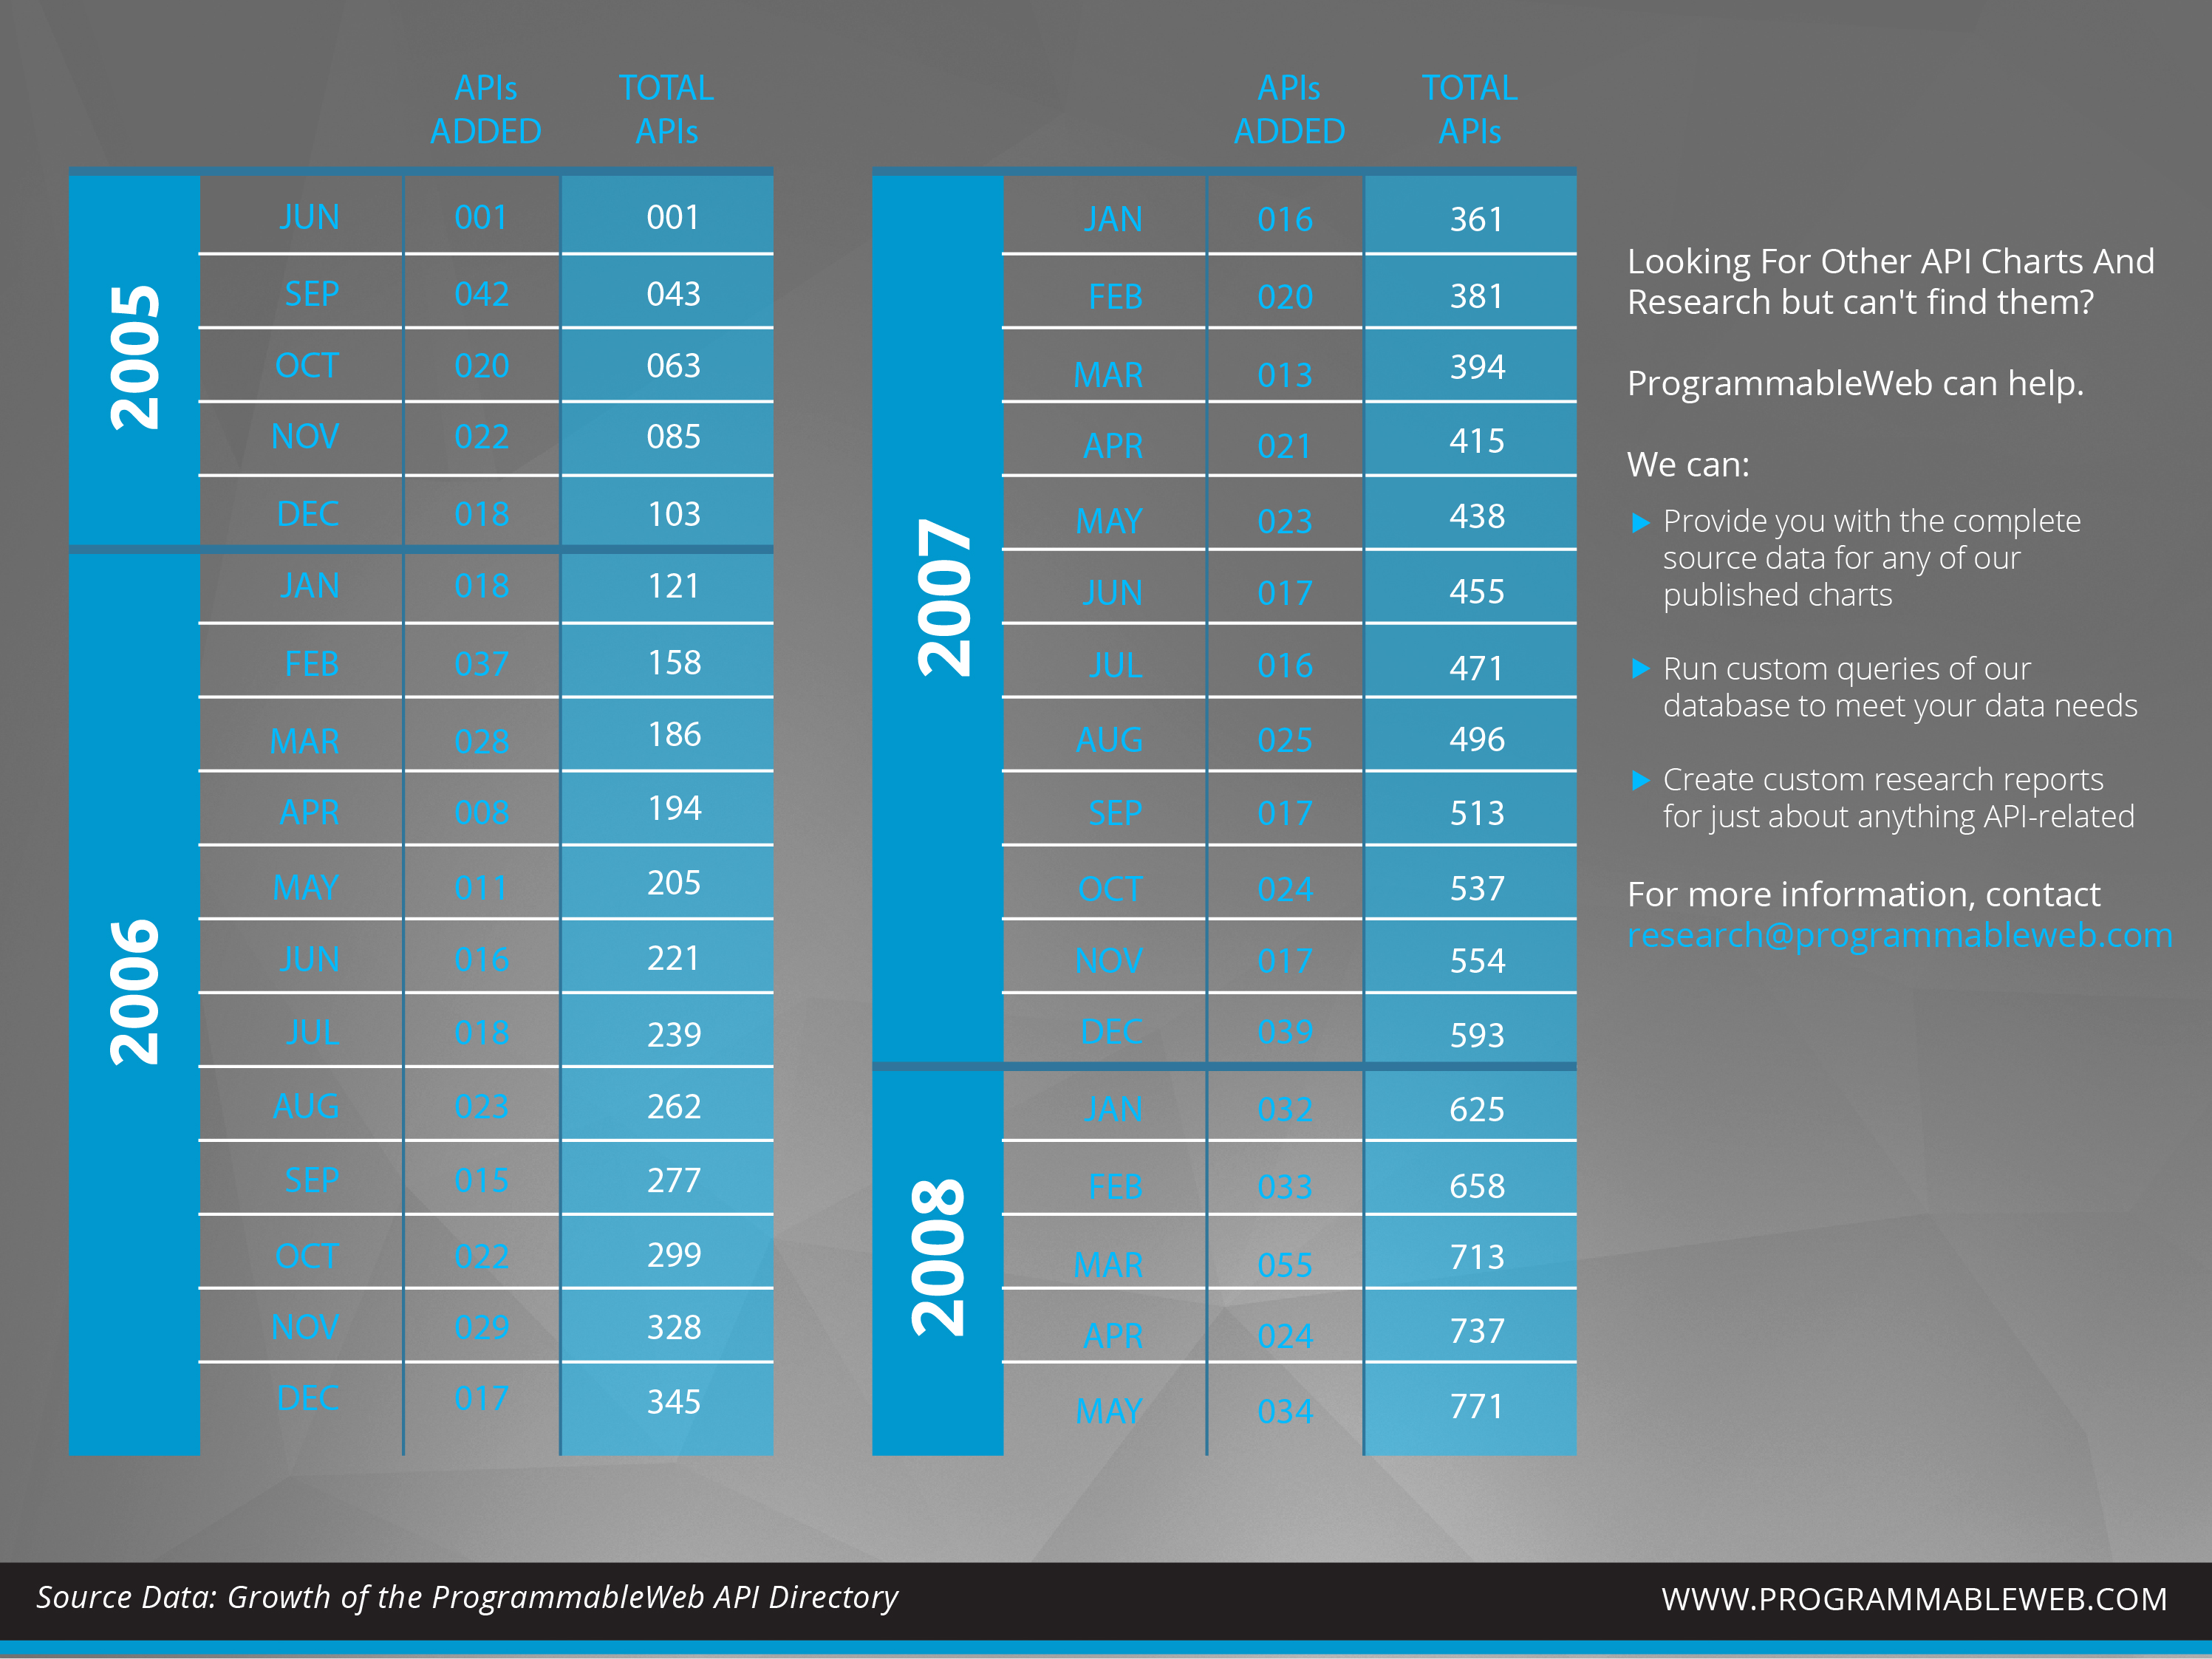 APIs ADDED TOTAL APIs
2005
JUN 001 001
SEP 042 043
OCT 020 063
NOV 022 085
DEC 018 103
2006
JAN 018 121
FEB 037 158
MAR 028 186
APR 008 194
MAY 011 205
JUN 016 221
JUL 018 239
AUG 023 262
SEP 015 277
OCT 022 299
NOV 029 328
DEC 017 345
APIs ADDED TOTAL APIs
2007
JAN 016 361
FEB 020 381
MAR 013 394
APR 021 415
MAY 023 438
JUN 017 455
JUL 016 471
AUG 025 496
SEP 017 513
OCT 024 537
NOV 017 554
DEC 039 593
2008
JAN 032 625
FEB 033 658
MAR 055 713
APR 024 737
MAY 034 771
Looking For Other API Charts And
Research but can't find them?
ProgrammableWeb can help.
We can:
Provide you with the complete
source data for any of our
published charts
Run custom queries of our
database to meet your data needs
Create custom research reports
for just about anything API-related
For more information, contact
research@programmableweb.com
Source Data: Growth of the ProgrammableWeb API Directory
WWW.PROGRAMMABLEWEB.COM